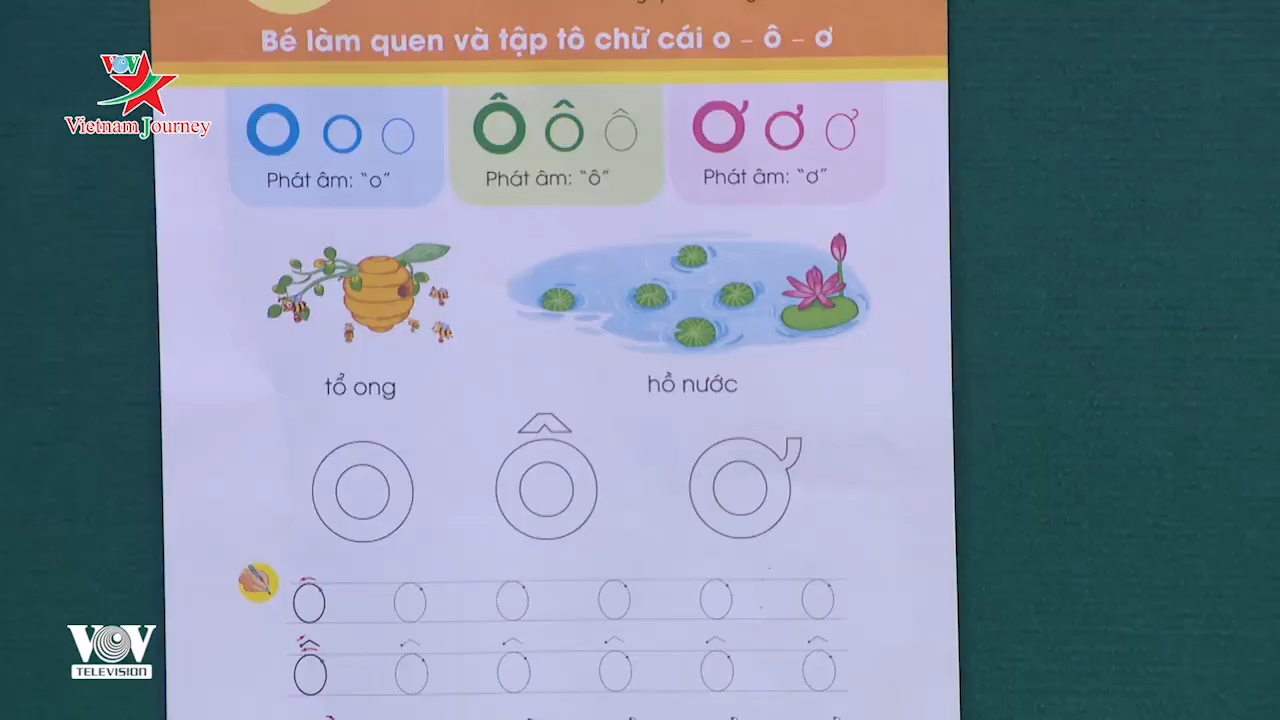 Bé làm quen và tập tô chữ cái o - ô - ơ
VOV
Vietnam Journey
O o o
Ô ô ô
Ơ ơ ơ
Phát âm: “o”
Phát âm: “ô”
Phát âm: “ơ”
tổ ong
hồ nước
o ô ơ
o o o o o o
VOV
TELEVISION
ô ô ô ô ô ô